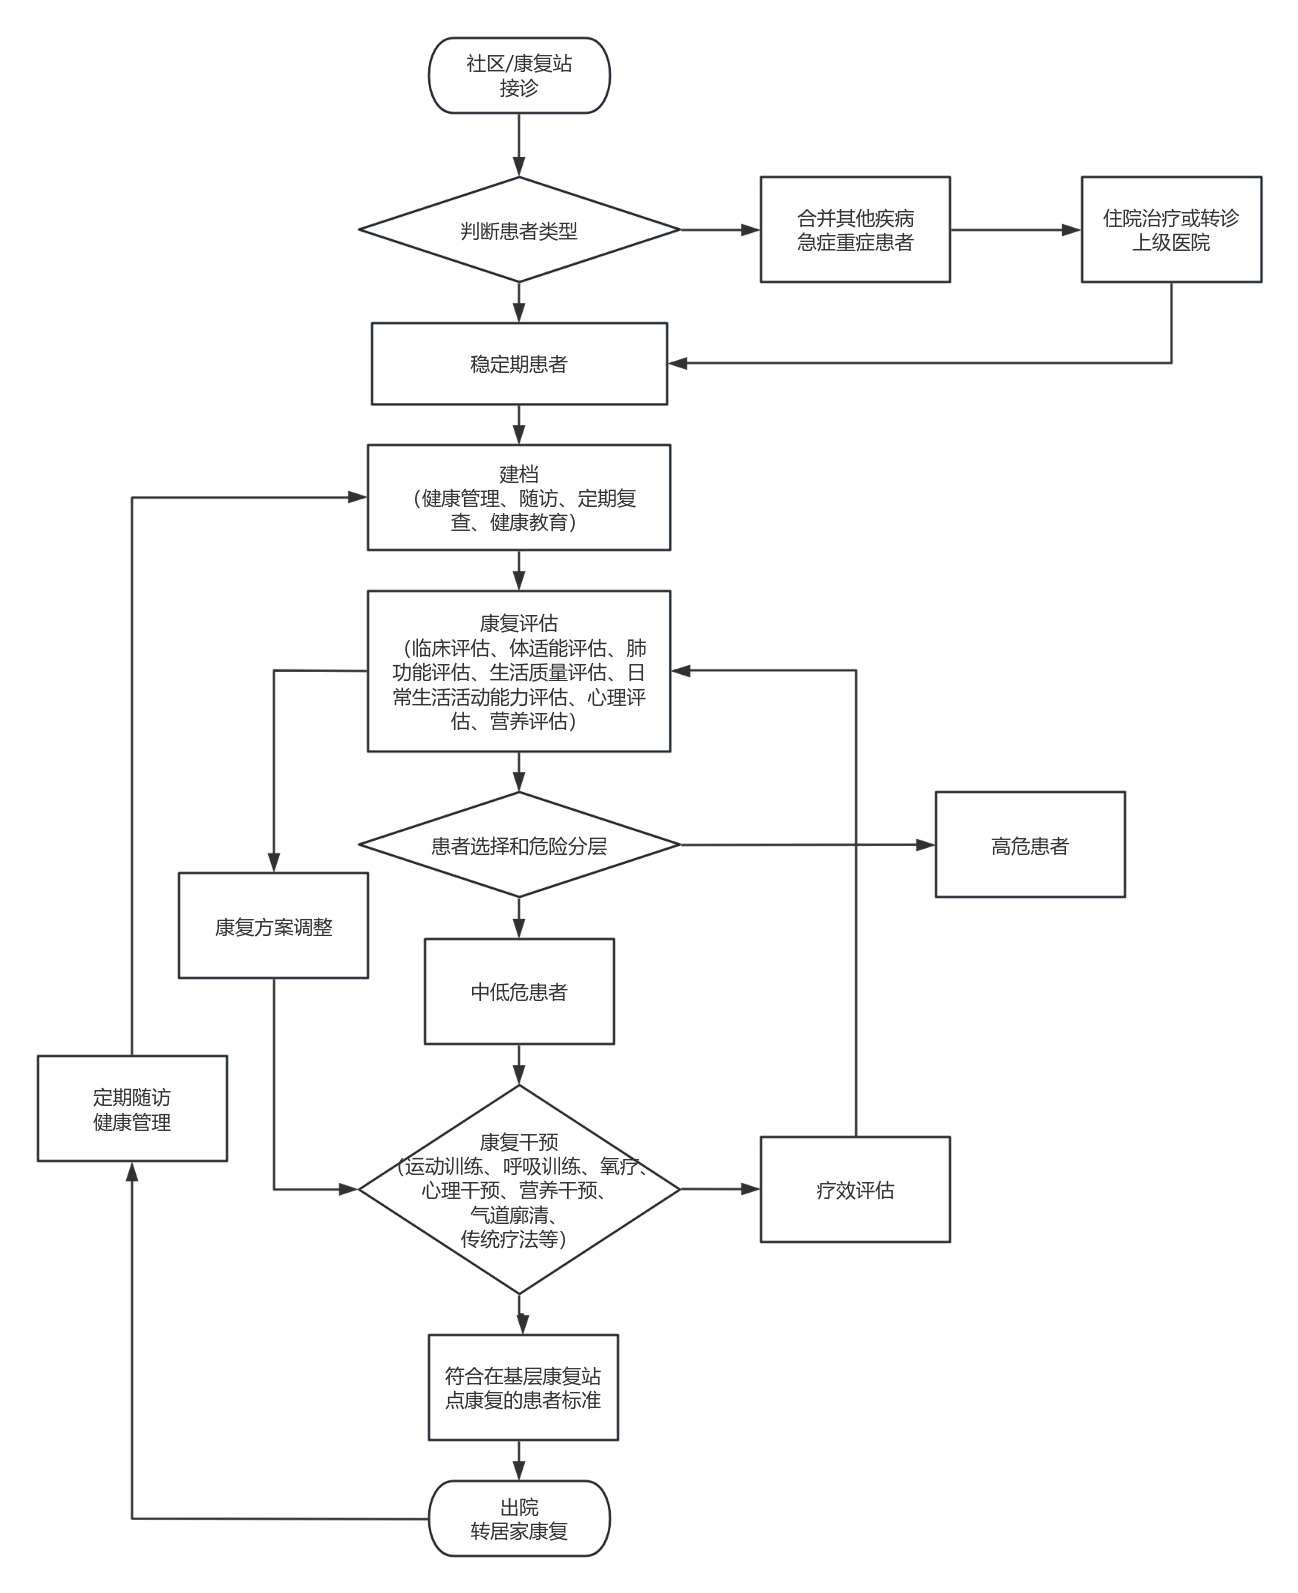 社区/康复站
接诊
判断患者类型
合并其他疾病
急症重症患者
住院治疗或转诊
上级医院
稳定期患者
建档
（健康管理、随访、定期复
查、健康教育）
康复评估
（临床评估、体适能评估、肺
功能评估、生活质量评估、日
常生活活动能力评估、心理评
估、营养评估）
患者选择和危险分层
高危患者
康复方案调整
中低危患者
定期随访
健康管理
康复干预
（运动训练、呼吸训练、氧疗、
心理干预、营养干预、
气道廓清、
传统疗法等）
疗效评估
符合在基层康复站
点康复的患者标准
出院
转居家康复